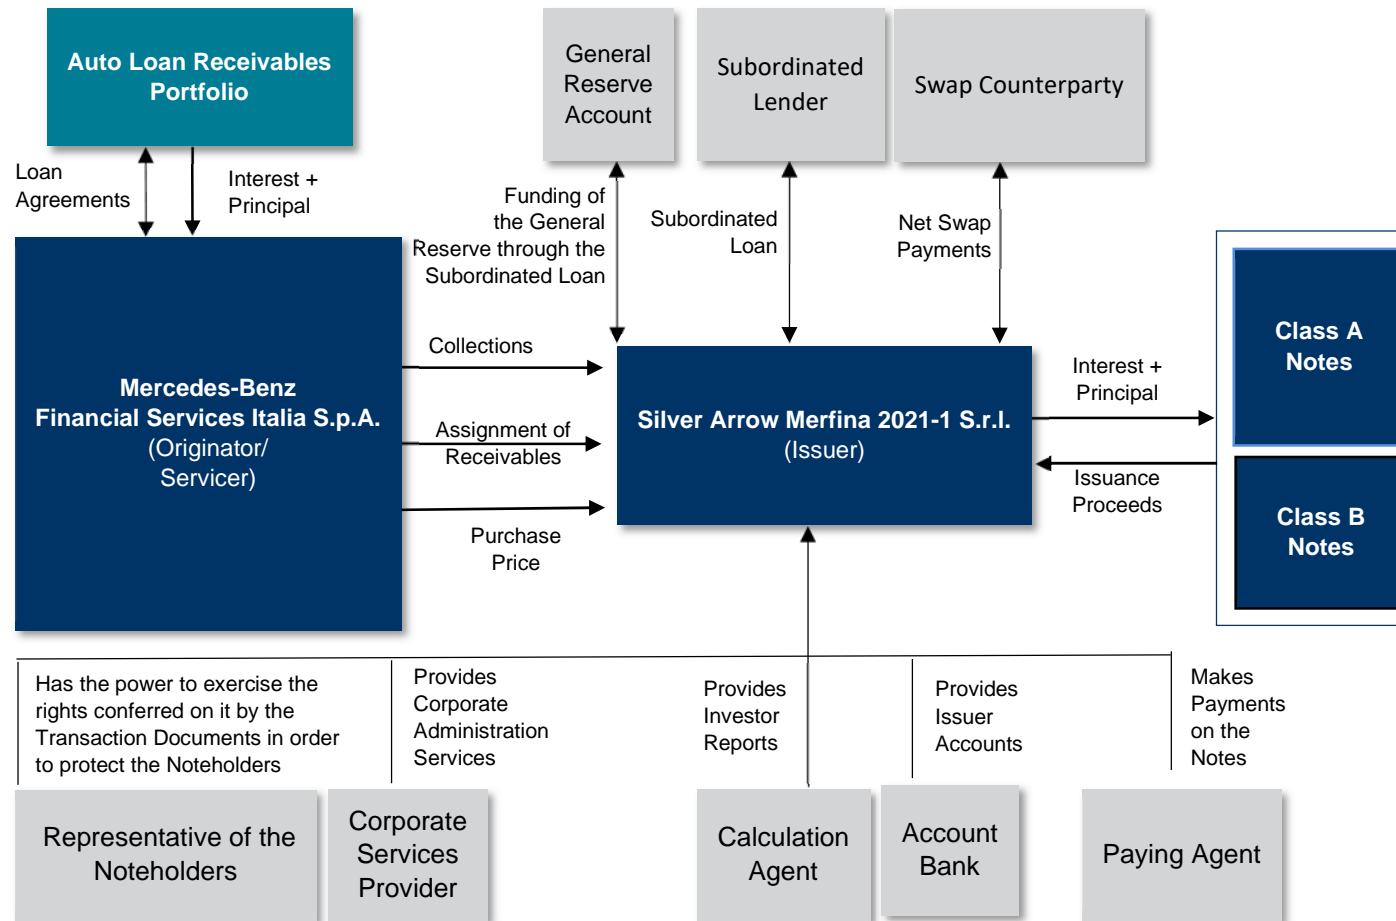 Auto Loan Receivables
Portfolio
General
Reserve
Account
Subordinated
Lender
Swap Counterparty
Loan
Agreements
Interest +
Principal
Funding of
the General
Reserve through the
Subordinated Loan
Subordinated
Loan
Net Swap
Payments
Mercedes-Benz
Financial Services Italia S.p.A.
(Originator/
Servicer)
Collections
Assignment of
Receivables
Purchase
Price
Silver Arrow Merfina 2021-1 S.r.l.
(Issuer)
Interest +
Principal
Issuance
Proceeds
Class A
Notes
Class B
Notes
Has the power to exercise the
rights conferred on it by the
Transaction Documents in order
to protect the Noteholders
Provides
Corporate
Administration
Services
Provides
Investor
Reports
Provides
Issuer
Accounts
Makes
Payments
on the
Notes
Representative of the
Noteholders
Corporate
Services
Provider
Calculation
Agent
Account
Bank
Paying Agent